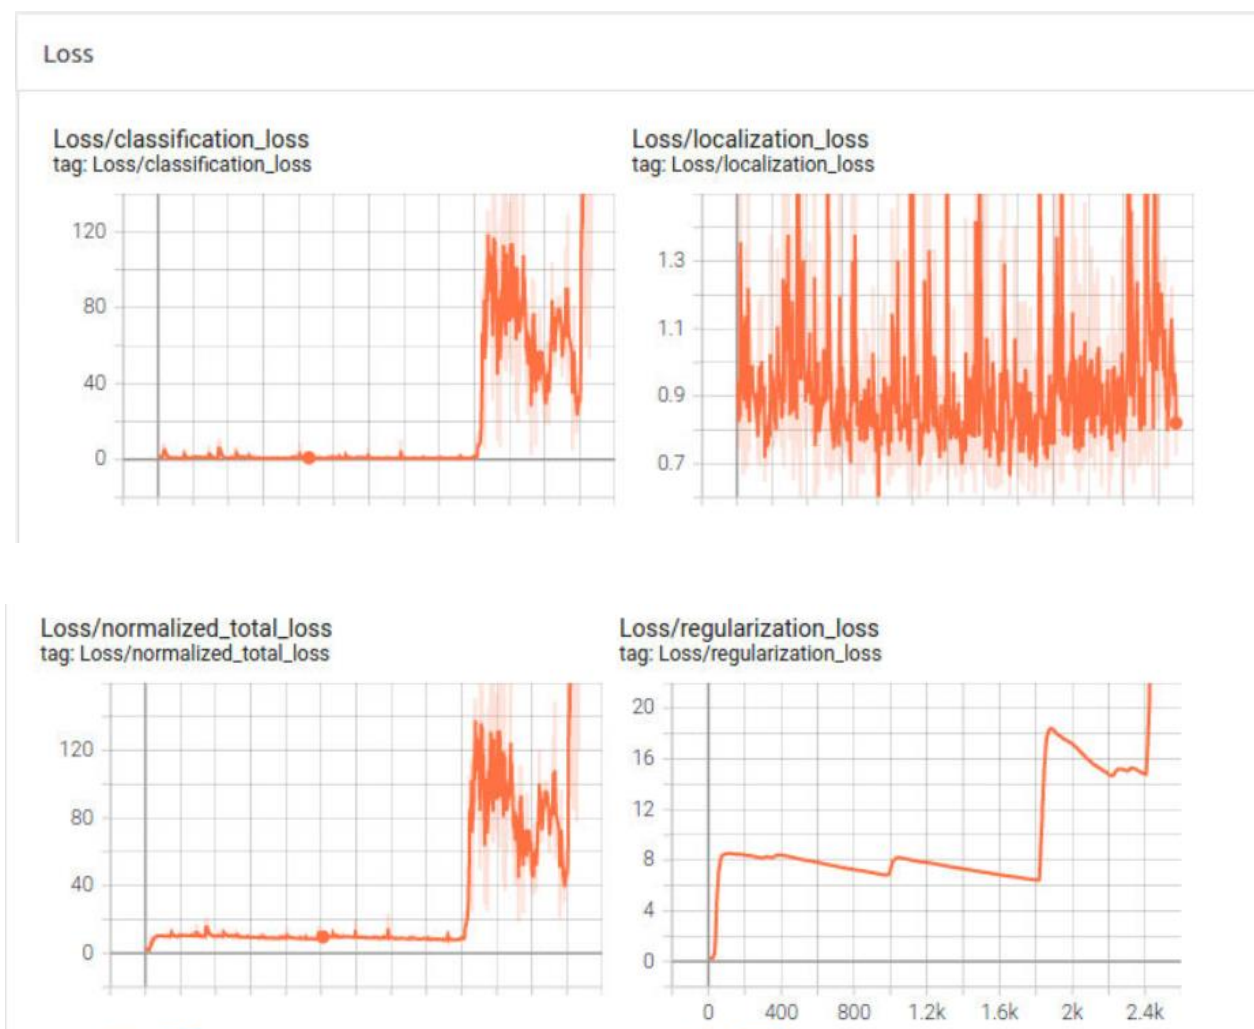 Loss
Loss/classification_loss
tag: Loss/classification_loss
120
80
40
0
Loss/localization_loss
tag: Loss/localization_loss
1.3
1.1
0.9
0.7
Loss/normalized_total_loss
tag: Loss/normalized_total_loss
120
80
40
0
Loss/regularization_loss
tag: Loss/regularization_loss
20
16
12
8
4
0
0 400 800 1.2k 1.6k 2k 2.4k